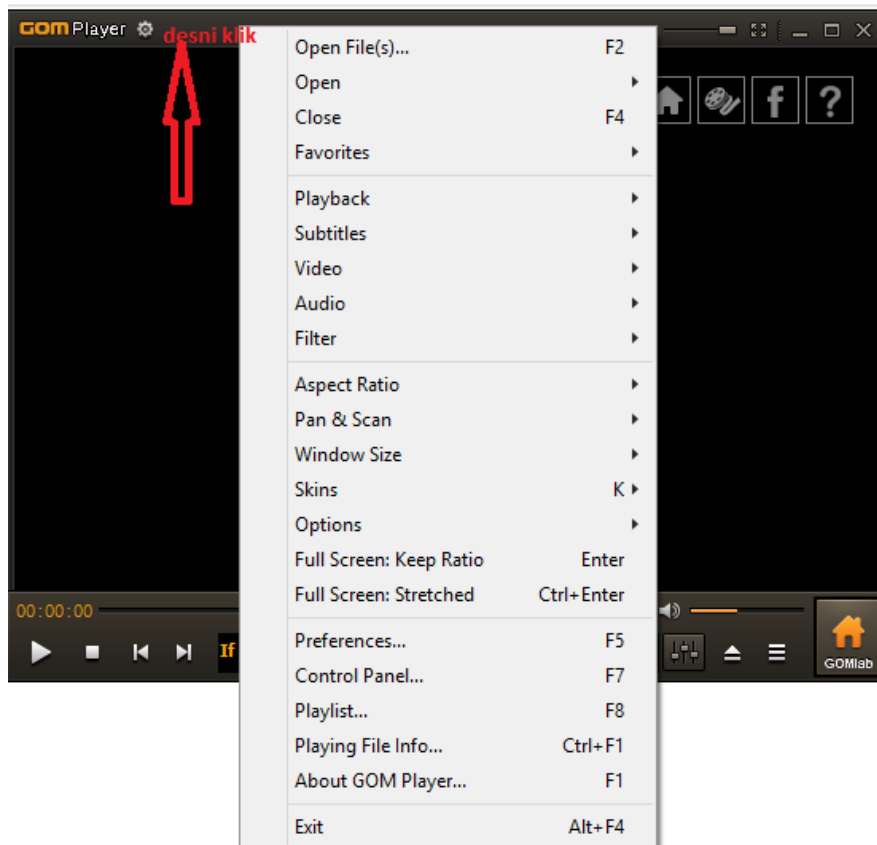 GOM Player desni klik
Open File(s)... F2
Open
Close F4
Favorites
f ?
Playback
Subtitles
Video
Audio
Filter
Aspect Ratio
Pan & Scan
Window Size
Skins K
Options
Full Screen: Keep Ratio Enter
Full Screen: Stretched Ctrl+Enter
00:00:00
If
Preferences... F5
Control Panel... F7
Playlist... F8
Playing File Info... Ctrl+F1
About GOM Player... F1
Exit Alt+F4
GOMlab